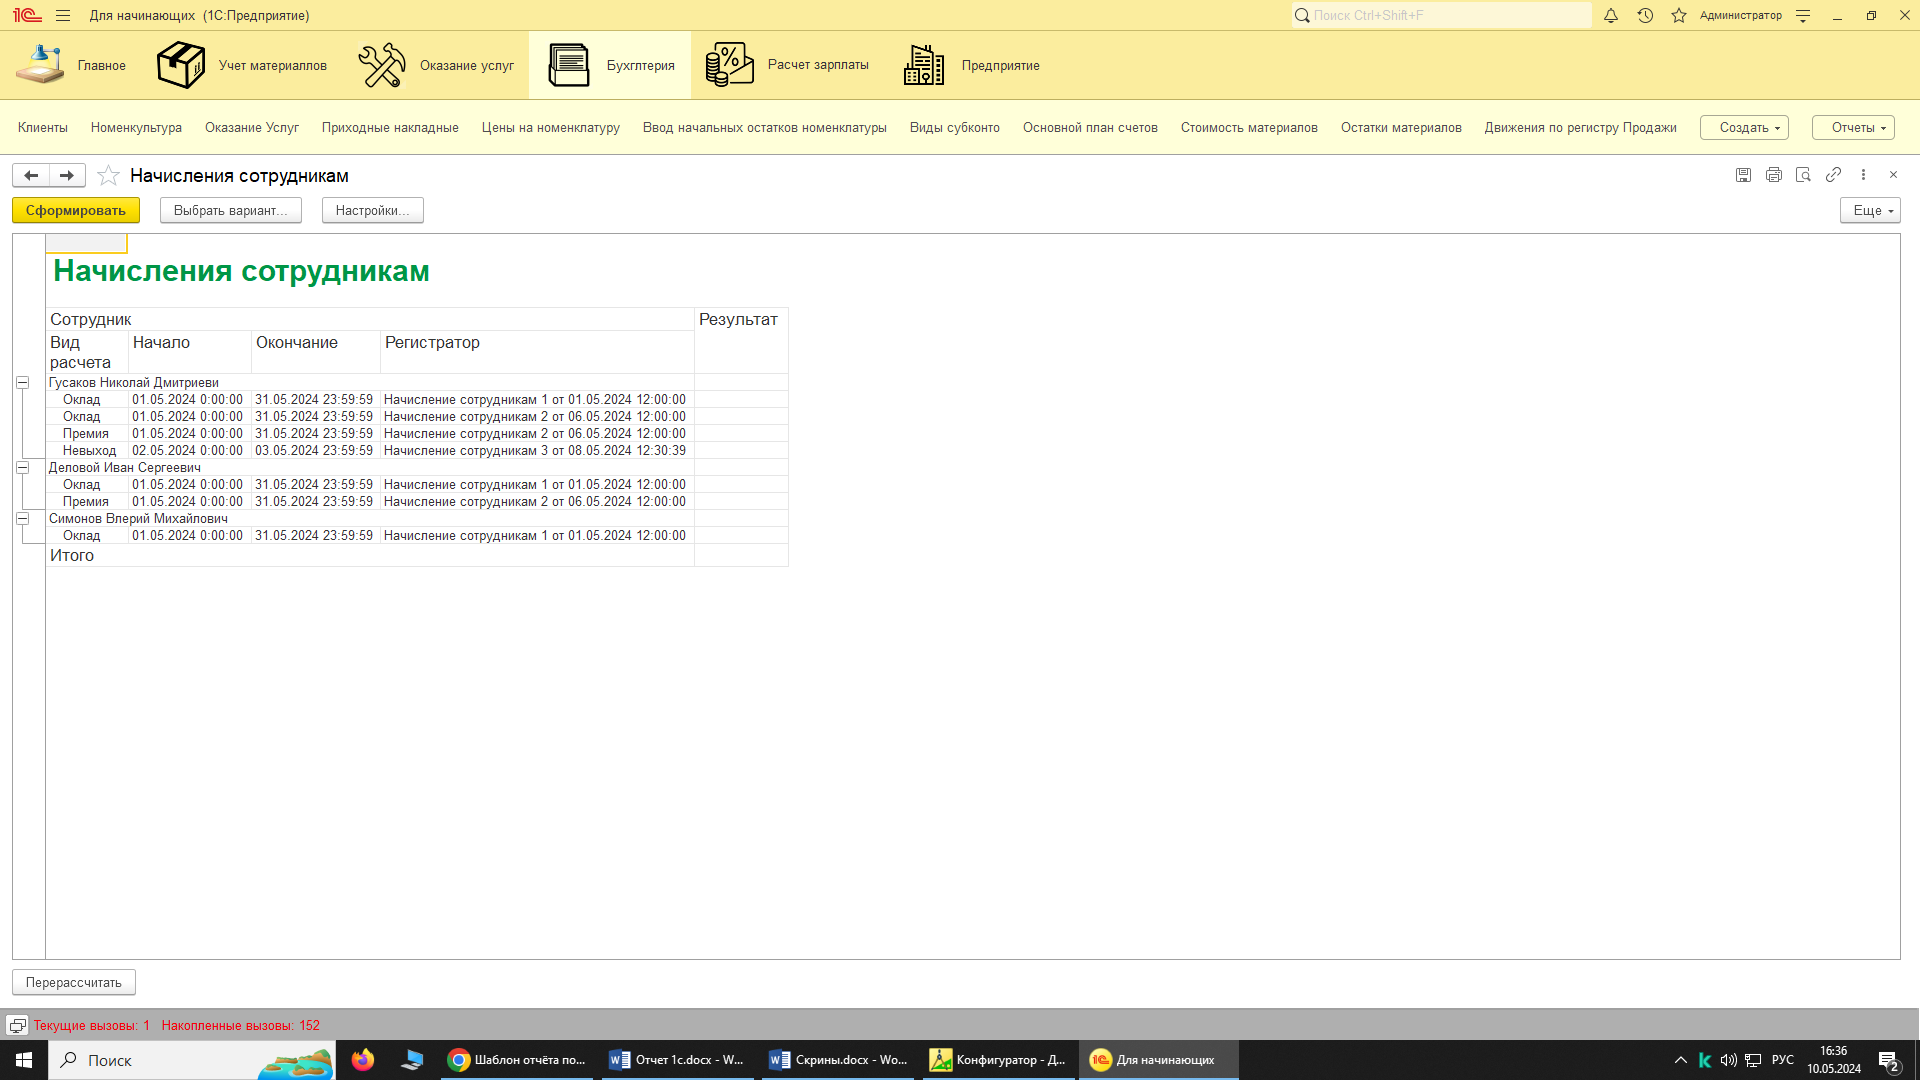 1С Для начинающих (1С:Предприятие) Поиск Ctrl+Shift+F Администратор
Главное Учет материаллов Оказание услуг Бухглтерия Расчет зарплаты Предприятие
Клиенты Номенкультура Оказание Услуг Приходные накладные Цены на номенклатуру Ввод начальных остатков номенклатуры Виды субконто Основной план счетов Стоимость материалов Остатки материалов Движения по регистру Продажи Создать Отчеты
Начисления сотрудникам
Сформировать Выбрать вариант... Настройки... Еще
Начисления сотрудникам
Сотрудник Результат
Вид расчета Начало Окончание Регистратор
Гусаков Николай Дмитриеви
Оклад 01.05.2024 0:00:00 31.05.2024 23:59:59 Начисление сотрудникам 1 от 01.05.2024 12:00:00
Оклад 01.05.2024 0:00:00 31.05.2024 23:59:59 Начисление сотрудникам 2 от 06.05.2024 12:00:00
Премия 01.05.2024 0:00:00 31.05.2024 23:59:59 Начисление сотрудникам 2 от 06.05.2024 12:00:00
Невыход 02.05.2024 0:00:00 03.05.2024 23:59:59 Начисление сотрудникам 3 от 08.05.2024 12:30:39
Деловой Иван Сергеевич
Оклад 01.05.2024 0:00:00 31.05.2024 23:59:59 Начисление сотрудникам 1 от 01.05.2024 12:00:00
Премия 01.05.2024 0:00:00 31.05.2024 23:59:59 Начисление сотрудникам 2 от 06.05.2024 12:00:00
Симонов Влерий Михайлович
Оклад 01.05.2024 0:00:00 31.05.2024 23:59:59 Начисление сотрудникам 1 от 01.05.2024 12:00:00
Итого
Перерассчитать
Текущие вызовы: 1 Накопленные вызовы: 152
Поиск Шаблон отчёта по... Отчет 1с.docx - W... Скрины.docx - Wo... Конфигуратор - Д... Для начинающих РУС 16:36
10.05.2024 2